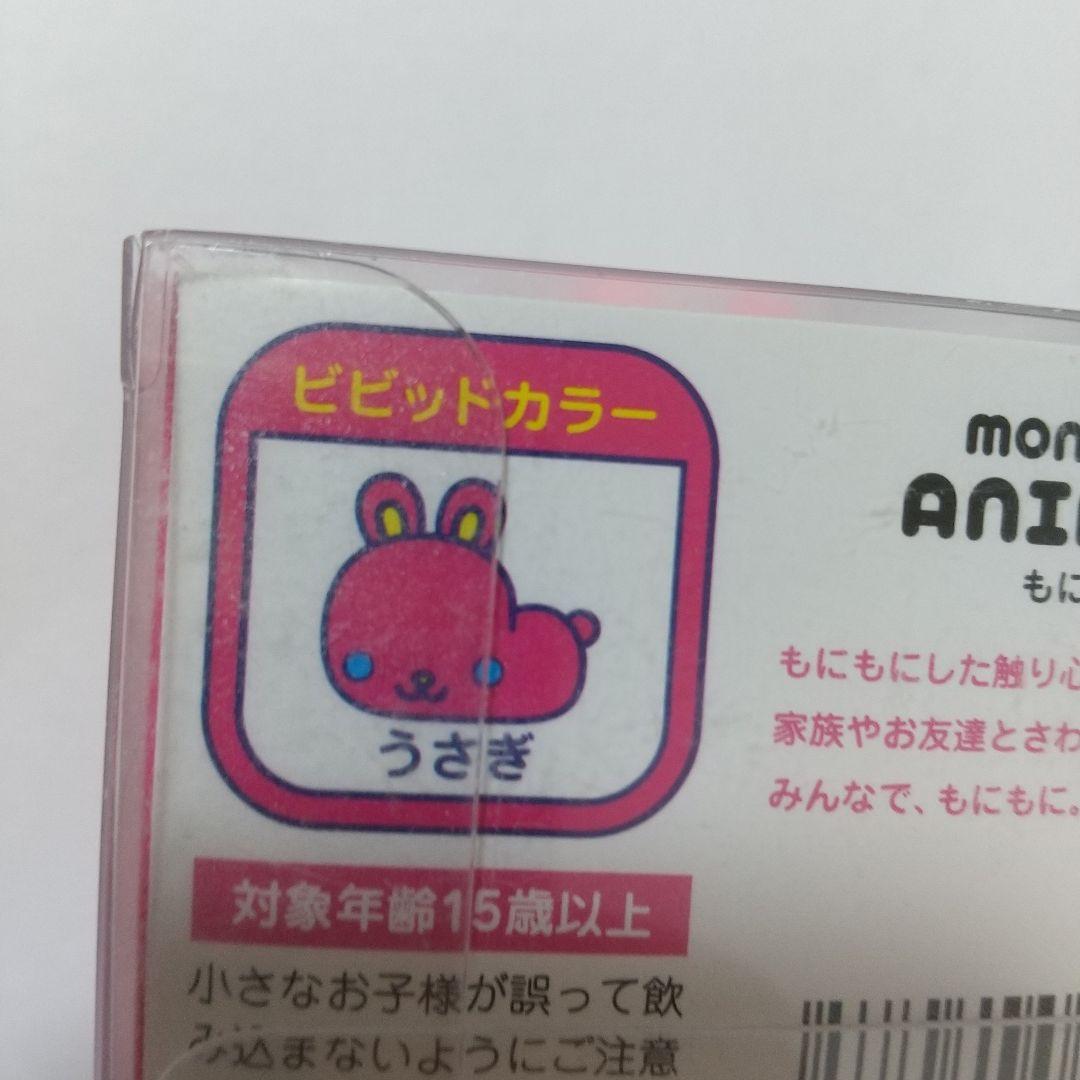 ビビッドカラー
うさぎ
対象年齢15歳以上
小さなお子様が誤って飲
み込まないようにご注意
mon
ANI
もに
もにもにした触り心
家族やお友達とさわ
みんなで、もにもに。